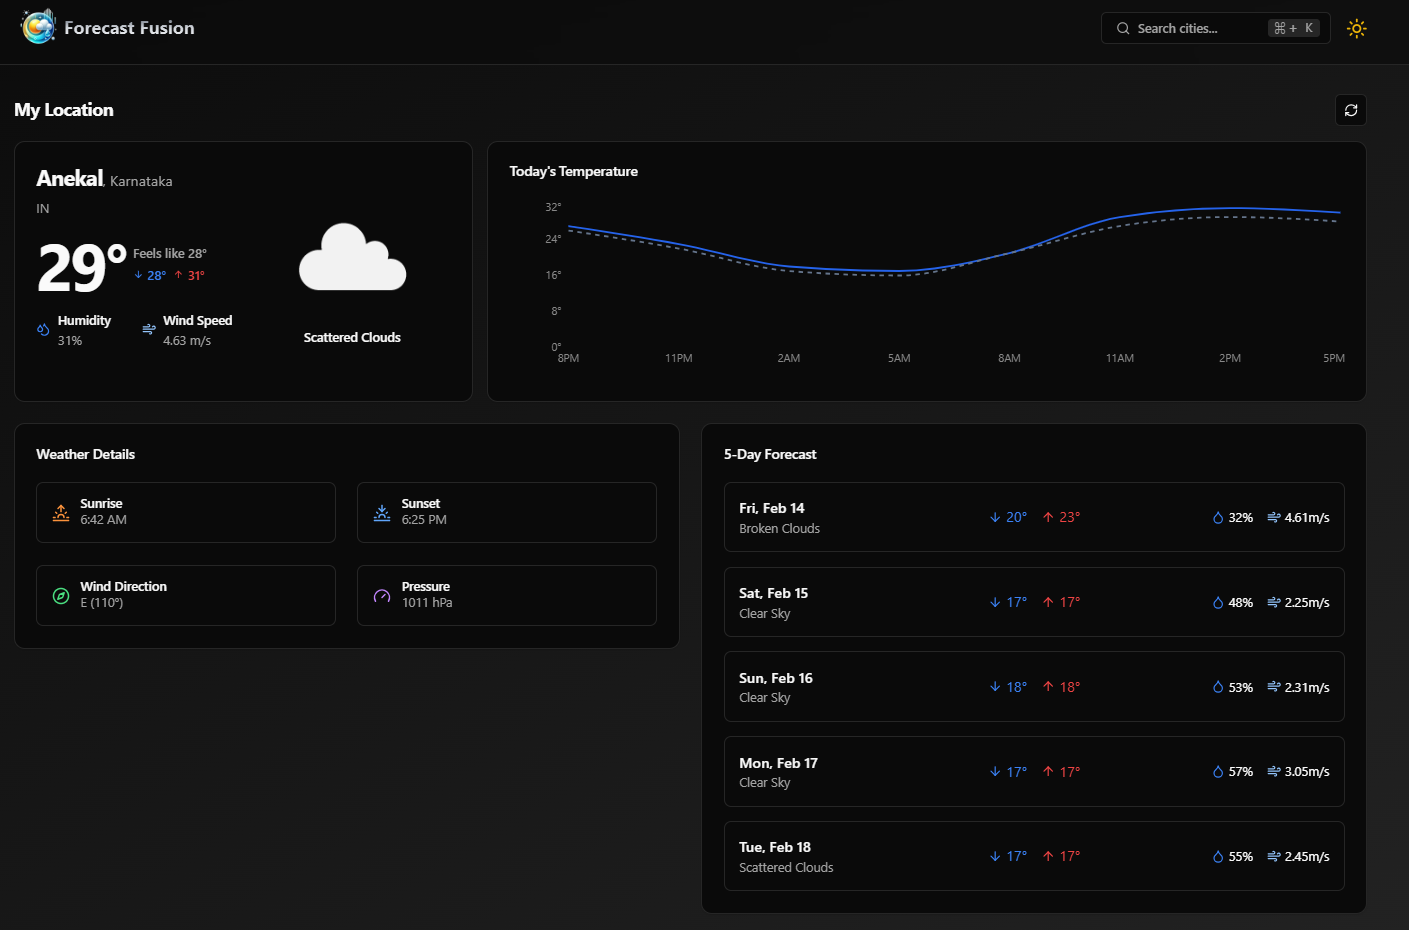 Forecast Fusion
Search cities...
⌘ + K
My Location
Anekal, Karnataka
IN
29°
Feels like 28°
↓ 28° ↑ 31°
Humidity
31%
Wind Speed
4.63 m/s
Scattered Clouds
Today's Temperature
32°
24°
16°
8°
0°
8PM 11PM 2AM 5AM 8AM 11AM 2PM 5PM
Weather Details
Sunrise
6:42 AM
Sunset
6:25 PM
Wind Direction
E (110°)
Pressure
1011 hPa
5-Day Forecast
Fri, Feb 14
Broken Clouds
↓ 20° ↑ 23°
32% 4.61m/s
Sat, Feb 15
Clear Sky
↓ 17° ↑ 17°
48% 2.25m/s
Sun, Feb 16
Clear Sky
↓ 18° ↑ 18°
53% 2.31m/s
Mon, Feb 17
Clear Sky
↓ 17° ↑ 17°
57% 3.05m/s
Tue, Feb 18
Scattered Clouds
↓ 17° ↑ 17°
55% 2.45m/s